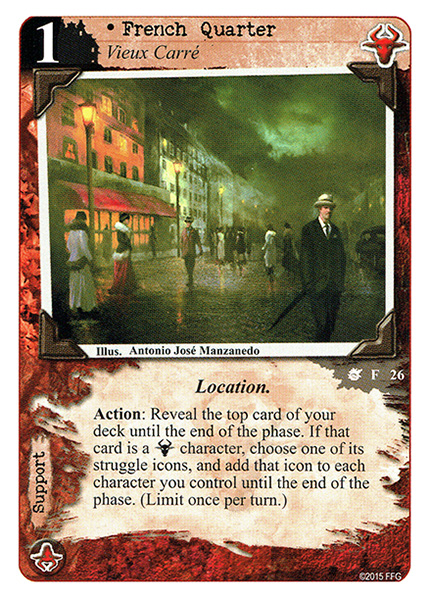 1
• French Quarter
Vieux Carré
Illus. Antonio José Manzanedo
F 26
Location.
Action: Reveal the top card of your
deck until the end of the phase. If that
card is a character, choose one of its
struggle icons, and add that icon to each
character you control until the end of the
phase. (Limit once per turn.)
Support
©2015 FFG